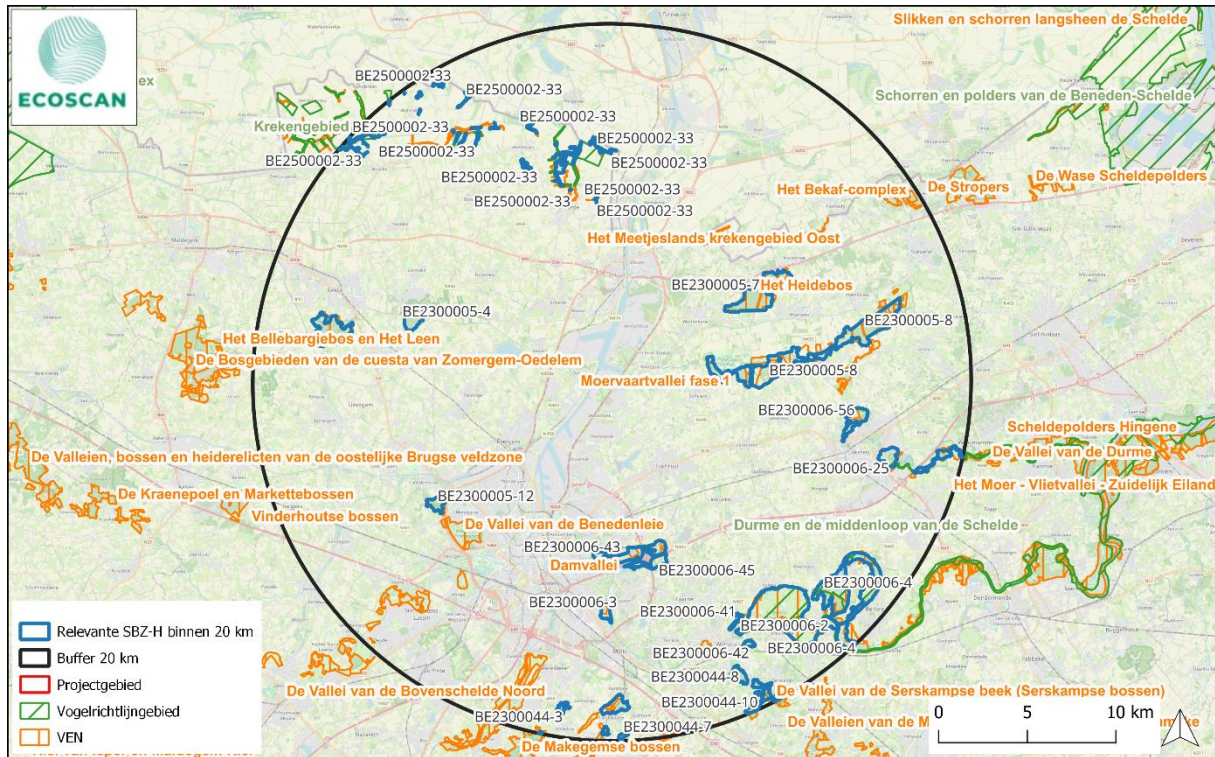 ECOSCAN
ex
Slikken en schorren langsheen de Schelde
Schorren en polders van de Beneden-Schelde
BE2500002-33
BE2500002-33
Krekengebied
BE2500002-33
BE2500002-33
BE2500002-33
BE2500002-33
BE2500002-33
BE2500002-33
BE2500002-33
BE2500002-33
BE2500002-33
Het Bekaf-complex
De Stropers
De Wase Scheldepolders
Het Meetjeslands krekengebied Oost
BE2300005-7
Het Heidebos
BE2300005-4
BE2300005-8
Het Bellebargiebos en Het Leen
De Bosgebieden van de cuesta van Zomergem-Oedelem
Moervaartvallei fase 1
BE2300005-8
BE2300006-56
Scheldepolders Hingene
De Vallei van de Durme
De Valleien, bossen en heiderelicten van de oostelijke Brugse veldzone
BE2300006-25
Het Moer - Vlietvallei - Zuidelijk Eiland
De Kraenepoel en Markettebossen
BE2300005-12
Vinderhoutse bossen
De Vallei van de Benedenleie
Durme en de middenloop van de Schelde
BE2300006-43
Damvallei
BE2300006-45
BE2300006-4
BE2300006-3
BE2300006-41
BE2300006-2
BE2300006-4
BE2300006-42
BE2300044-8
De Vallei van de Bovenschelde Noord
De Vallei van de Serskampse beek (Serskampse bossen)
BE2300044-10
BE2300044-3
BE2300044-7
De Valleien van de M
De Makegemse bossen
Relevante SBZ-H binnen 20 km
Buffer 20 km
Projectgebied
Vogelrichtlijngebied
VEN
0 5 10 km